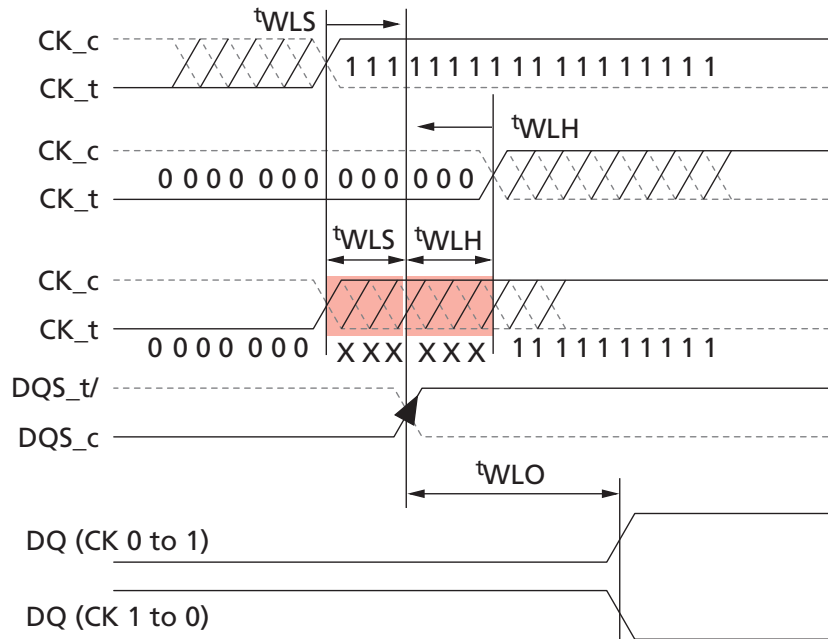 tWLS
CK_c
1 1 1 1 1 1 1 1 1 1 1 1 1 1 1 1 1
CK_t
tWLH
CK_c
0 0 0 0 0 0 0 0 0 0 0 0 0
CK_t
tWLS tWLH
CK_c
CK_t
0 0 0 0 0 0 0 X X X X X X 1 1 1 1 1 1 1 1 1 1
DQS_t/
DQS_c
tWLO
DQ (CK 0 to 1)
DQ (CK 1 to 0)